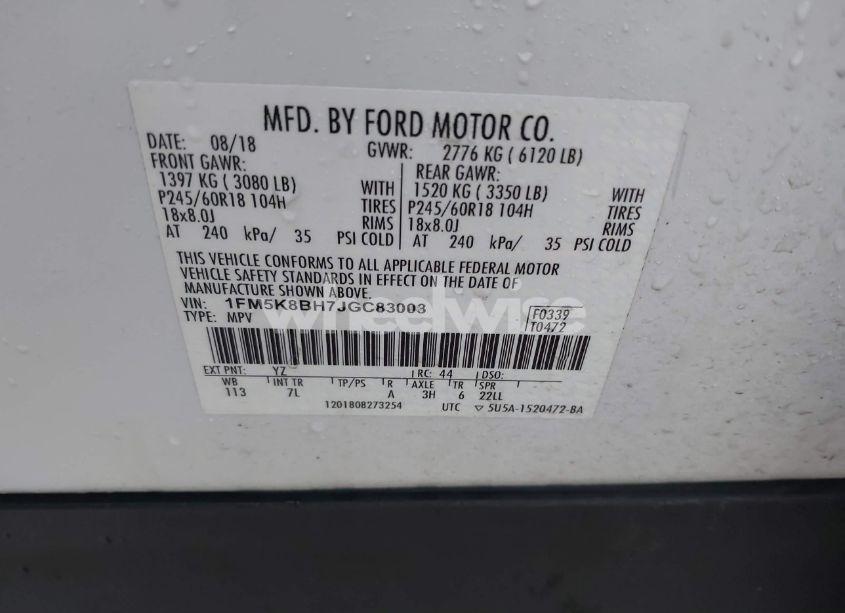 MFD. BY FORD MOTOR CO.
DATE: 08/18 GVWR: 2776 KG ( 6120 LB)
FRONT GAWR: REAR GAWR:
1397 KG ( 3080 LB) WITH 1520 KG ( 3350 LB) WITH
P245/60R18 104H TIRES P245/60R18 104H TIRES
18x8.0J RIMS 18x8.0J RIMS
AT 240 kPa/ 35 PSI COLD AT 240 kPa/ 35 PSI COLD
THIS VEHICLE CONFORMS TO ALL APPLICABLE FEDERAL MOTOR
VEHICLE SAFETY STANDARDS IN EFFECT ON THE DATE OF
MANUFACTURE SHOWN ABOVE.
VIN: 1FM5K8BH7JGC83003 F0339
TYPE: MPV T0472
wheelwise
EXT PNT: YZ RC: 44 DSO:
WB INT TR TP/PS R AXLE TR SPR
113 7L A 3H 6 22LL
1201808273254 UTC ▽ 5U5A-1520472-BA